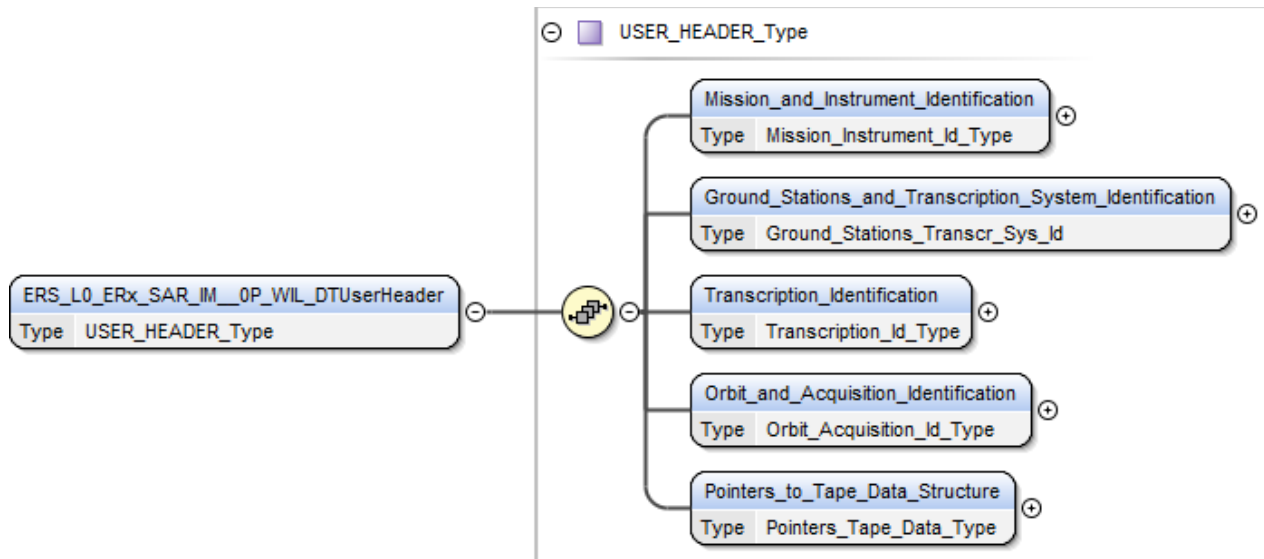 USER_HEADER_Type
Mission_and_Instrument_Identification
Type Mission_Instrument_Id_Type
Ground_Stations_and_Transcription_System_Identification
Type Ground_Stations_Transcr_Sys_Id
ERS_L0_ERx_SAR_IM__0P_WIL_DTUserHeader
Type USER_HEADER_Type
Transcription_Identification
Type Transcription_Id_Type
Orbit_and_Acquisition_Identification
Type Orbit_Acquisition_Id_Type
Pointers_to_Tape_Data_Structure
Type Pointers_Tape_Data_Type